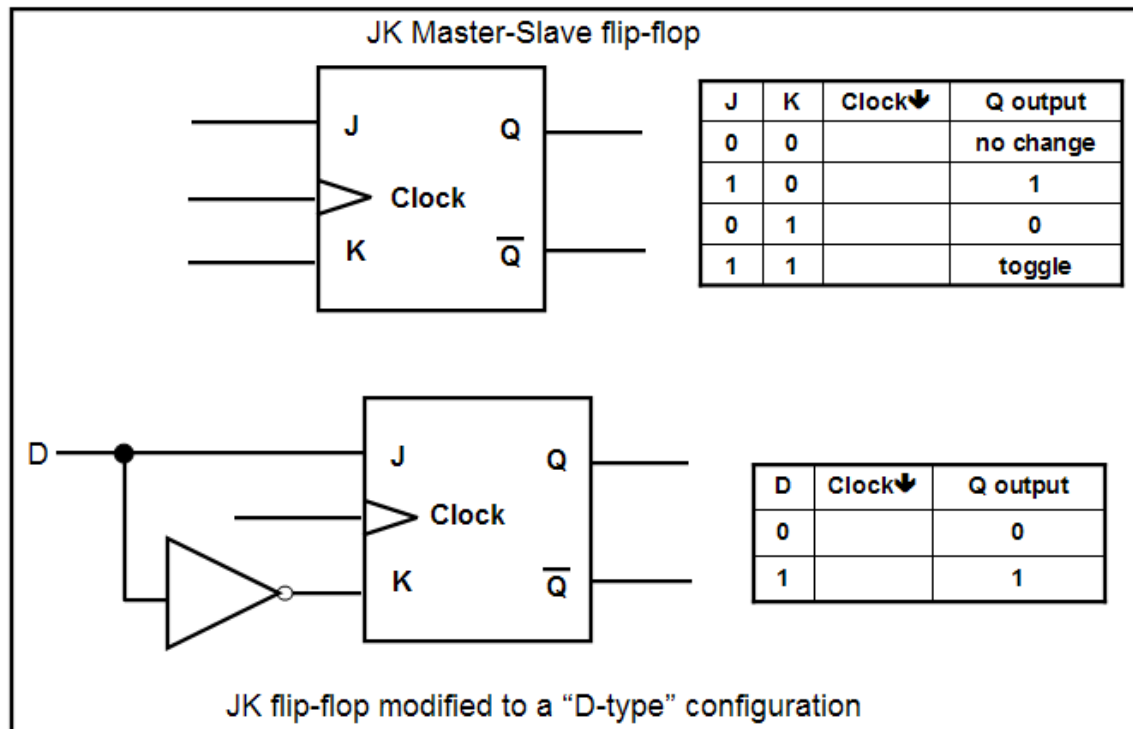 JK Master-Slave flip-flop
J Q
Clock
K Q̅
J K Clock🡻 Q output
0 0 no change
1 0 1
0 1 0
1 1 toggle
D
J Q
Clock
K Q̅
D Clock🡻 Q output
0 0
1 1
JK flip-flop modified to a “D-type” configuration